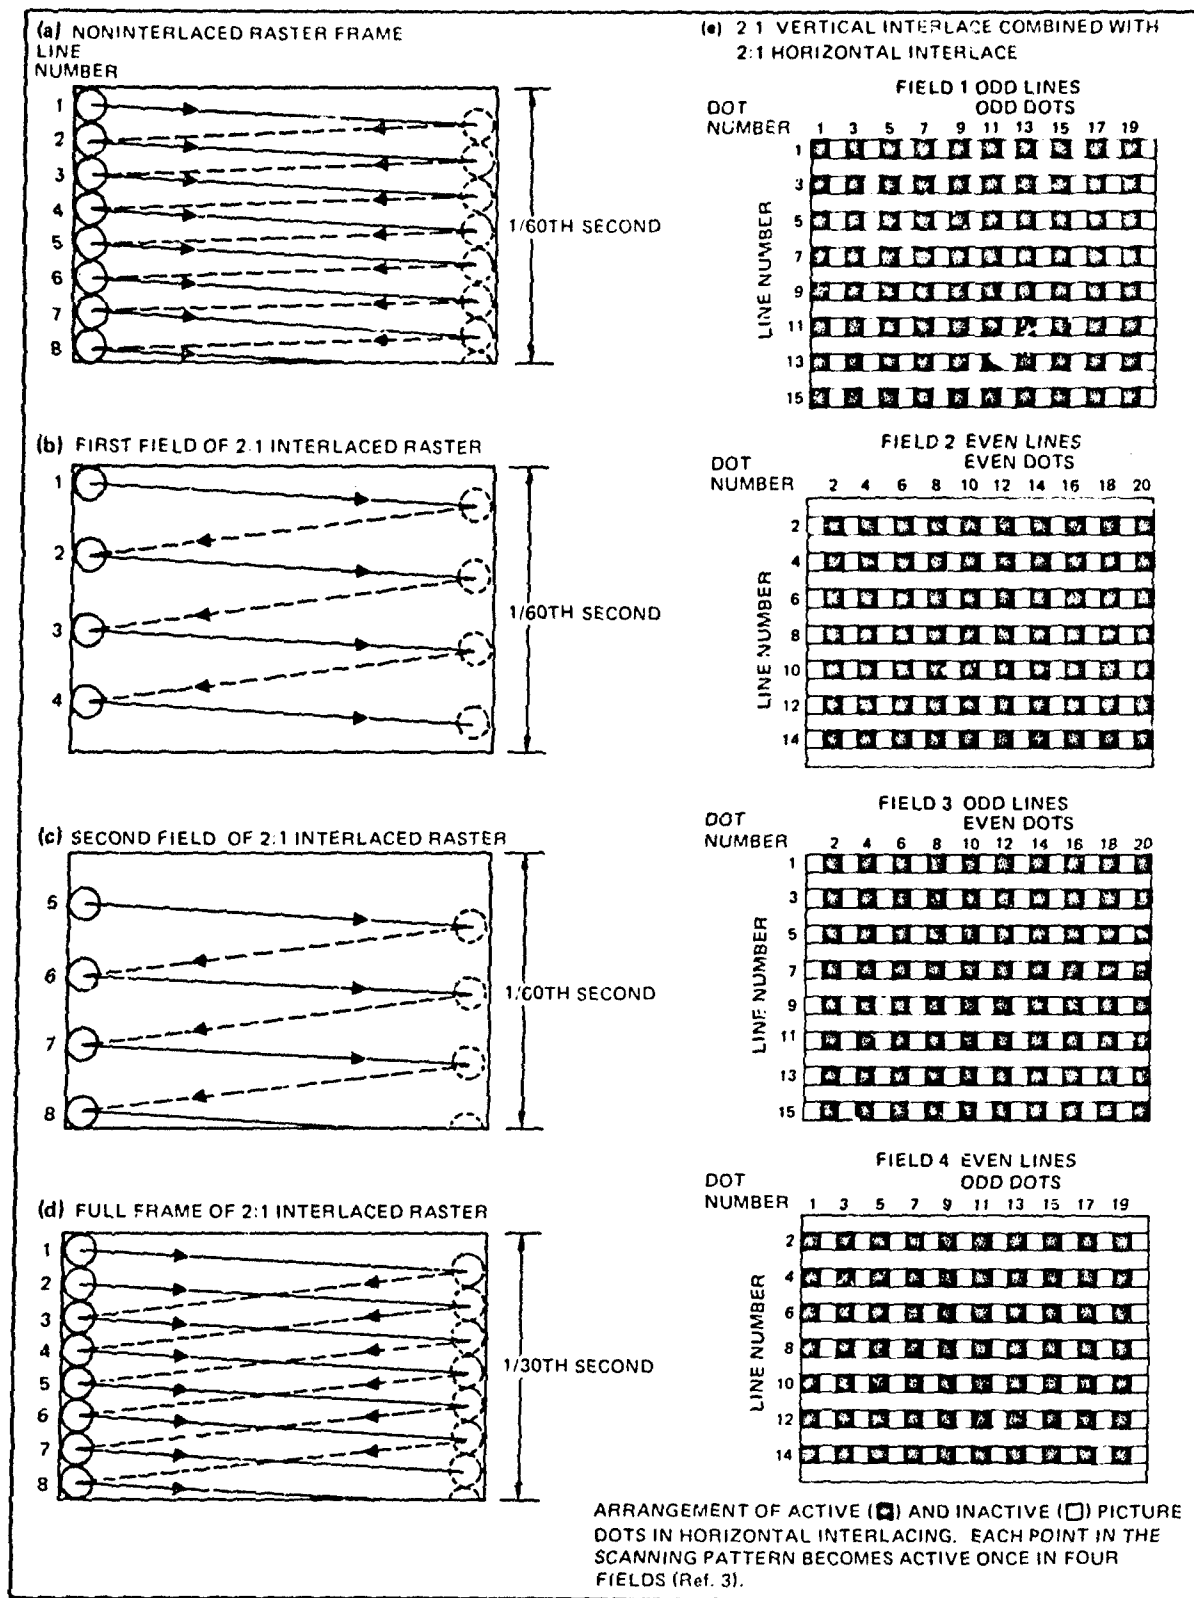 (a) NONINTERLACED RASTER FRAME
LINE
NUMBER
1
2
3
4
5
6
7
8
1/60TH SECOND
(b) FIRST FIELD OF 2:1 INTERLACED RASTER
1
2
3
4
1/60TH SECOND
(c) SECOND FIELD OF 2:1 INTERLACED RASTER
5
6
7
8
1/60TH SECOND
(d) FULL FRAME OF 2:1 INTERLACED RASTER
1
2
3
4
5
6
7
8
1/30TH SECOND
(e) 2:1 VERTICAL INTERLACE COMBINED WITH
2:1 HORIZONTAL INTERLACE
FIELD 1 ODD LINES
ODD DOTS
DOT
NUMBER 1 3 5 7 9 11 13 15 17 19
LINE NUMBER
1
3
5
7
9
11
13
15
FIELD 2 EVEN LINES
EVEN DOTS
DOT
NUMBER 2 4 6 8 10 12 14 16 18 20
LINE NUMBER
2
4
6
8
10
12
14
FIELD 3 ODD LINES
EVEN DOTS
DOT
NUMBER 2 4 6 8 10 12 14 16 18 20
LINE NUMBER
1
3
5
7
9
11
13
15
FIELD 4 EVEN LINES
ODD DOTS
DOT
NUMBER 1 3 5 7 9 11 13 15 17 19
LINE NUMBER
2
4
6
8
10
12
14
ARRANGEMENT OF ACTIVE ( ) AND INACTIVE ( ) PICTURE
DOTS IN HORIZONTAL INTERLACING. EACH POINT IN THE
SCANNING PATTERN BECOMES ACTIVE ONCE IN FOUR
FIELDS (Ref. 3).